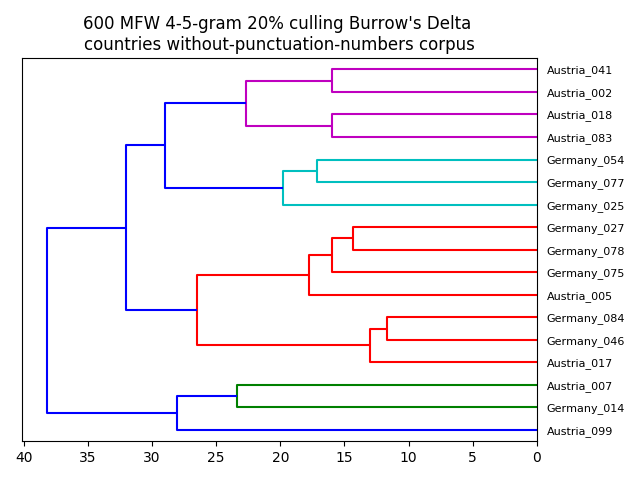 600 MFW 4-5-gram 20% culling Burrow's Delta
countries without-punctuation-numbers corpus
Austria_041
Austria_002
Austria_018
Austria_083
Germany_054
Germany_077
Germany_025
Germany_027
Germany_078
Germany_075
Austria_005
Germany_084
Germany_046
Austria_017
Austria_007
Germany_014
Austria_099
40 35 30 25 20 15 10 5 0